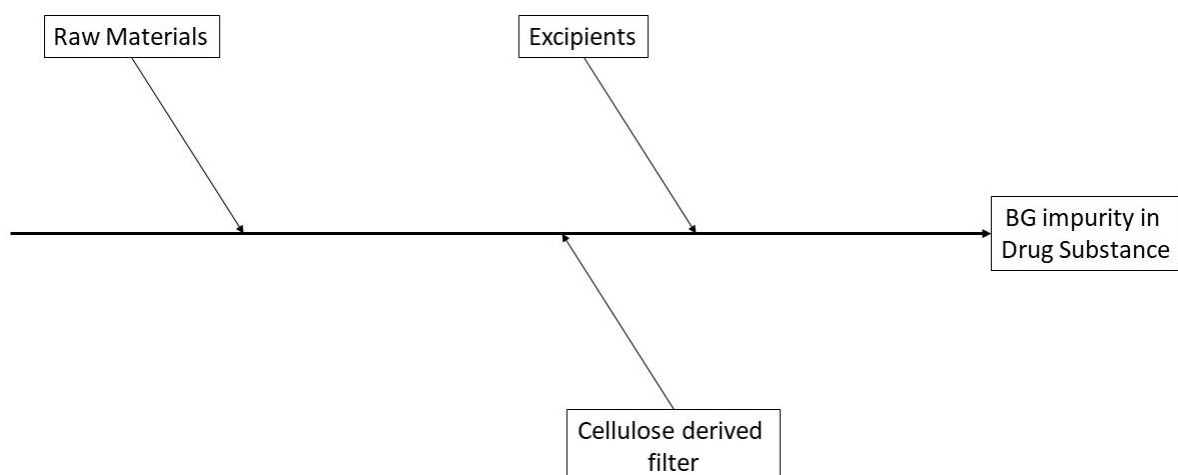 Raw Materials
Excipients
BG impurity in
Drug Substance
Cellulose derived
filter